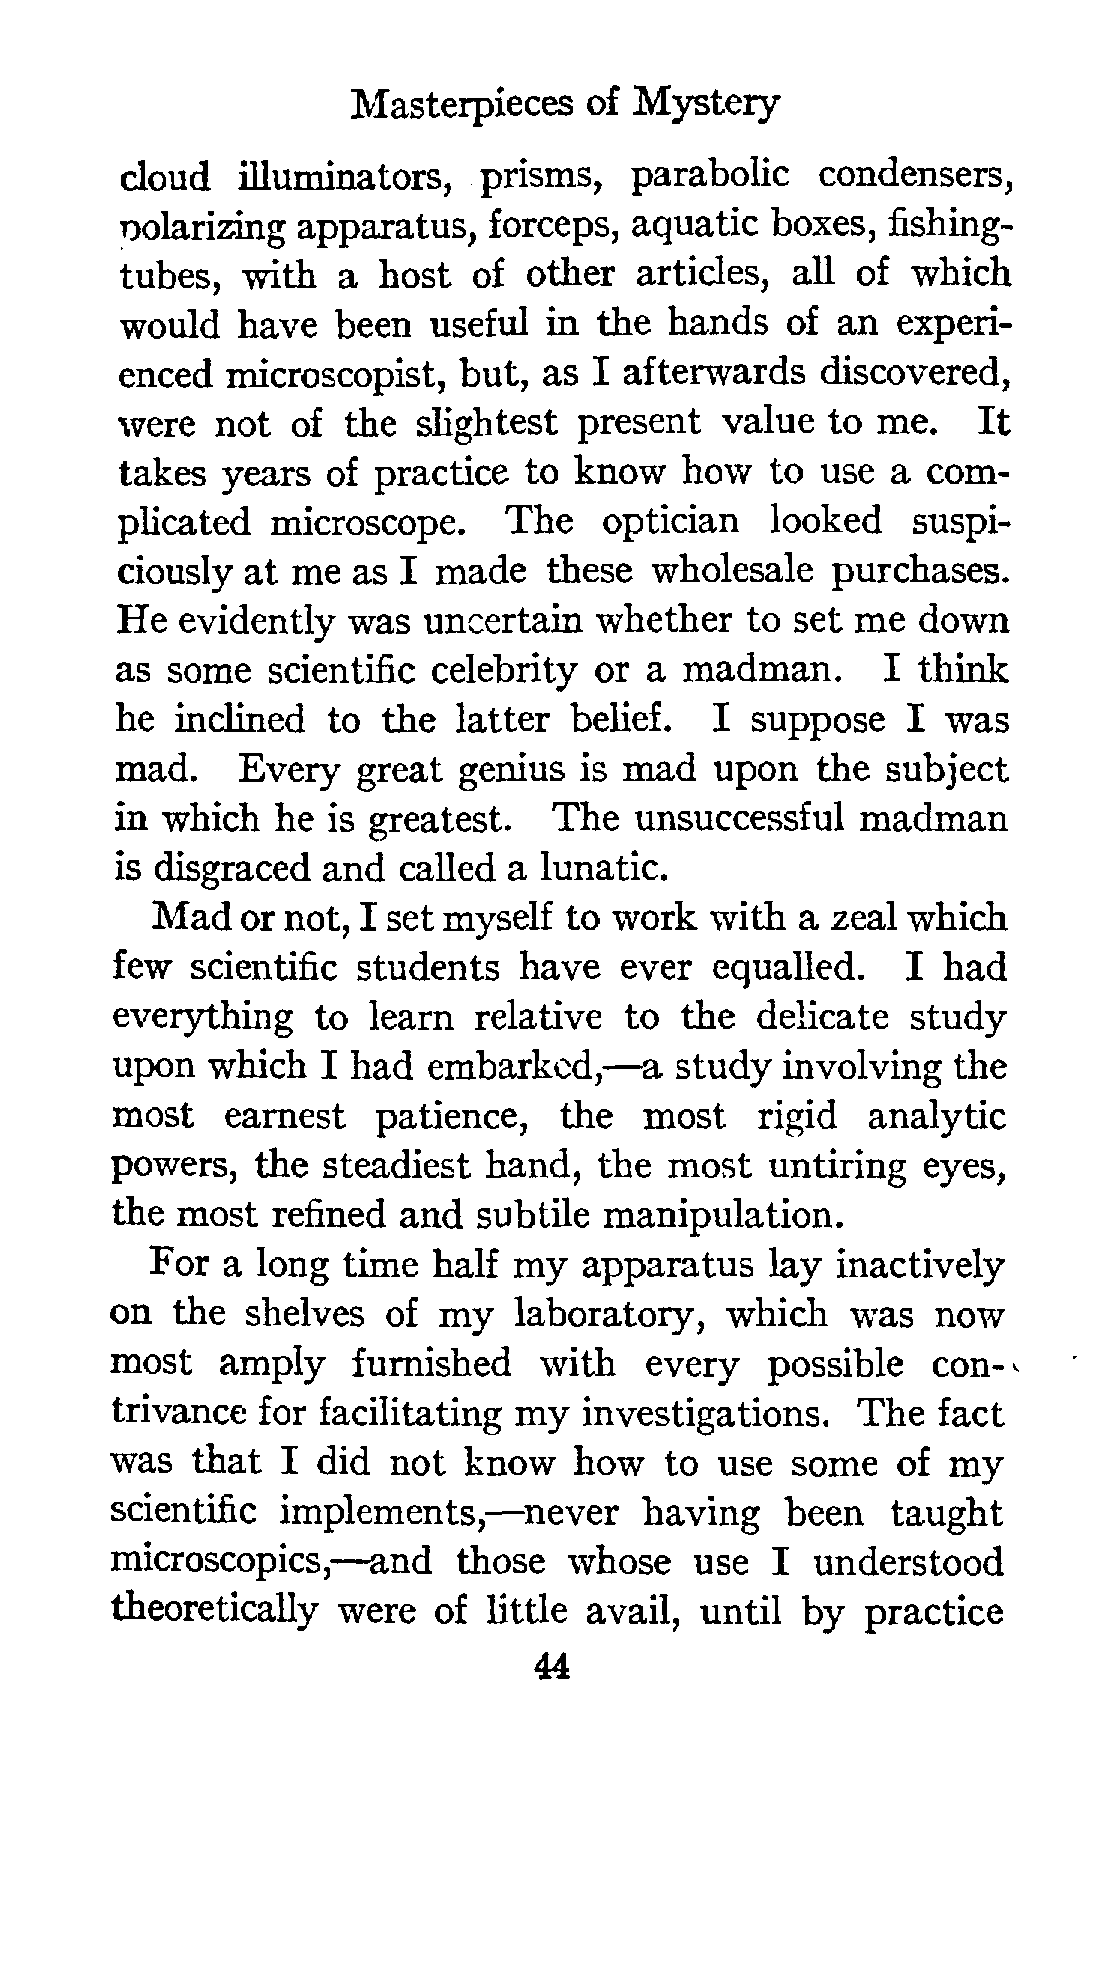 Masterpieces of Mystery
cloud illuminators, prisms, parabolic condensers,
polarizing apparatus, forceps, aquatic boxes, fishing-
tubes, with a host of other articles, all of which
would have been useful in the hands of an experi-
enced microscopist, but, as I afterwards discovered,
were not of the slightest present value to me. It
takes years of practice to know how to use a com-
plicated microscope. The optician looked suspi-
ciously at me as I made these wholesale purchases.
He evidently was uncertain whether to set me down
as some scientific celebrity or a madman. I think
he inclined to the latter belief. I suppose I was
mad. Every great genius is mad upon the subject
in which he is greatest. The unsuccessful madman
is disgraced and called a lunatic.
Mad or not, I set myself to work with a zeal which
few scientific students have ever equalled. I had
everything to learn relative to the delicate study
upon which I had embarked,—a study involving the
most earnest patience, the most rigid analytic
powers, the steadiest hand, the most untiring eyes,
the most refined and subtile manipulation.
For a long time half my apparatus lay inactively
on the shelves of my laboratory, which was now
most amply furnished with every possible con-
trivance for facilitating my investigations. The fact
was that I did not know how to use some of my
scientific implements,—never having been taught
microscopics,—and those whose use I understood
theoretically were of little avail, until by practice
44